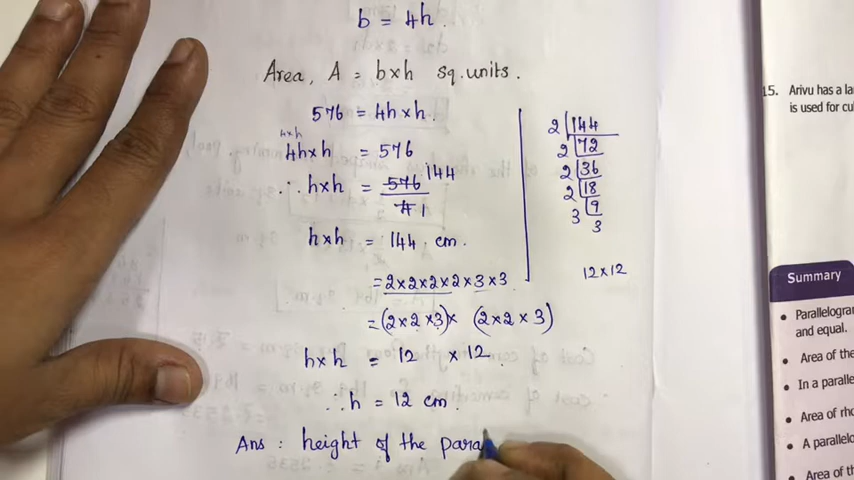 b = 4h.
Area, A = b×h sq.units.
576 = 4h×h.
4×h
4h×h = 576
∴ h×h = 576 144
4 1
h×h = 144 cm.
= 2×2×2×2×3×3
= (2×2×3)× (2×2×3)
h×h = 12 × 12
∴ h = 12 cm.
Ans : height of the para
2 144
2 72
2 36
2 18
3 9
3
12×12
15. Arivu has a la
is used for cu
Summary
• Parallelogra
and equal.
• Area of the
• In a paralle
• Area of rho
• A parallelo
• Area of th